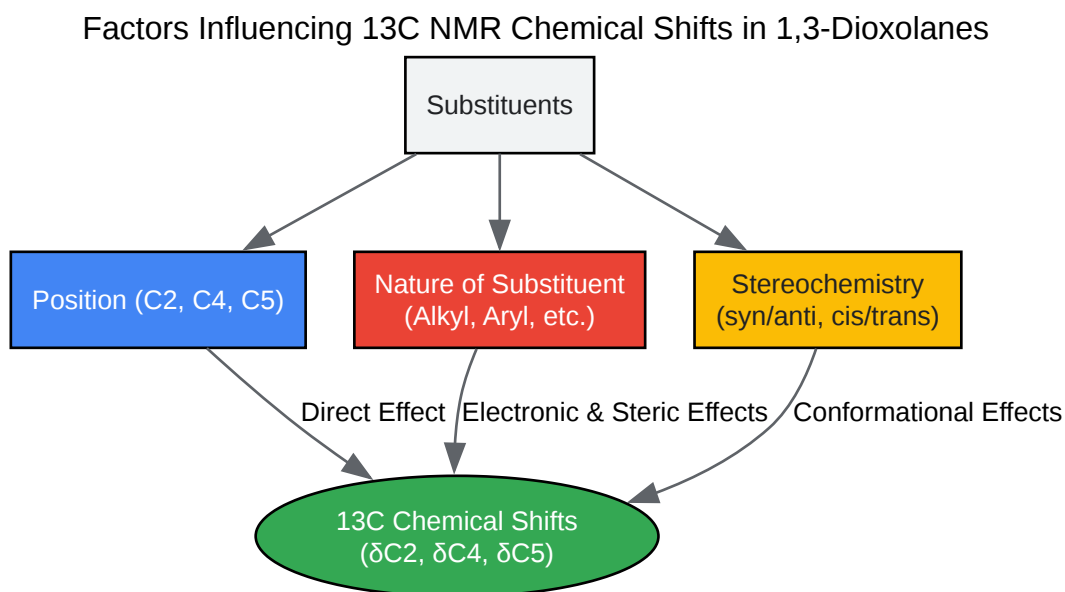 Factors Influencing 13C NMR Chemical Shifts in 1,3-Dioxolanes
Substituents
Position (C2, C4, C5)
Nature of Substituent
(Alkyl, Aryl, etc.)
Stereochemistry
(syn/anti, cis/trans)
Direct Effect
Electronic & Steric Effects
Conformational Effects
13C Chemical Shifts
(δC2, δC4, δC5)